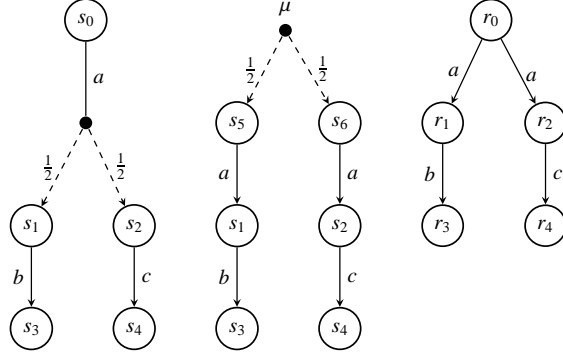 s₀ μ r₀
a ½ ½ a a
s₅ s₆ r₁ r₂
½ ½ a a b c
s₁ s₂ s₁ s₂ r₃ r₄
b c b c
s₃ s₄ s₃ s₄